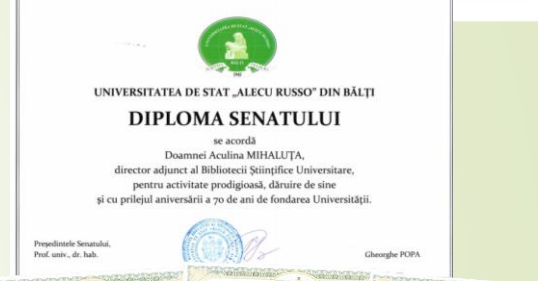 UNIVERSITATEA DE STAT „ALECU RUSSO” DIN BĂLȚI
DIPLOMA SENATULUI
se acordă
Doamnei Aculina MIHALUȚA,
director adjunct al Bibliotecii Științifice Universitare,
pentru activitate prodigioasă, dăruire de sine
și cu prilejul aniversării a 70 de ani de fondarea Universității.
Președintele Senatului,
Prof. univ., dr. hab.
Gheorghe POPA